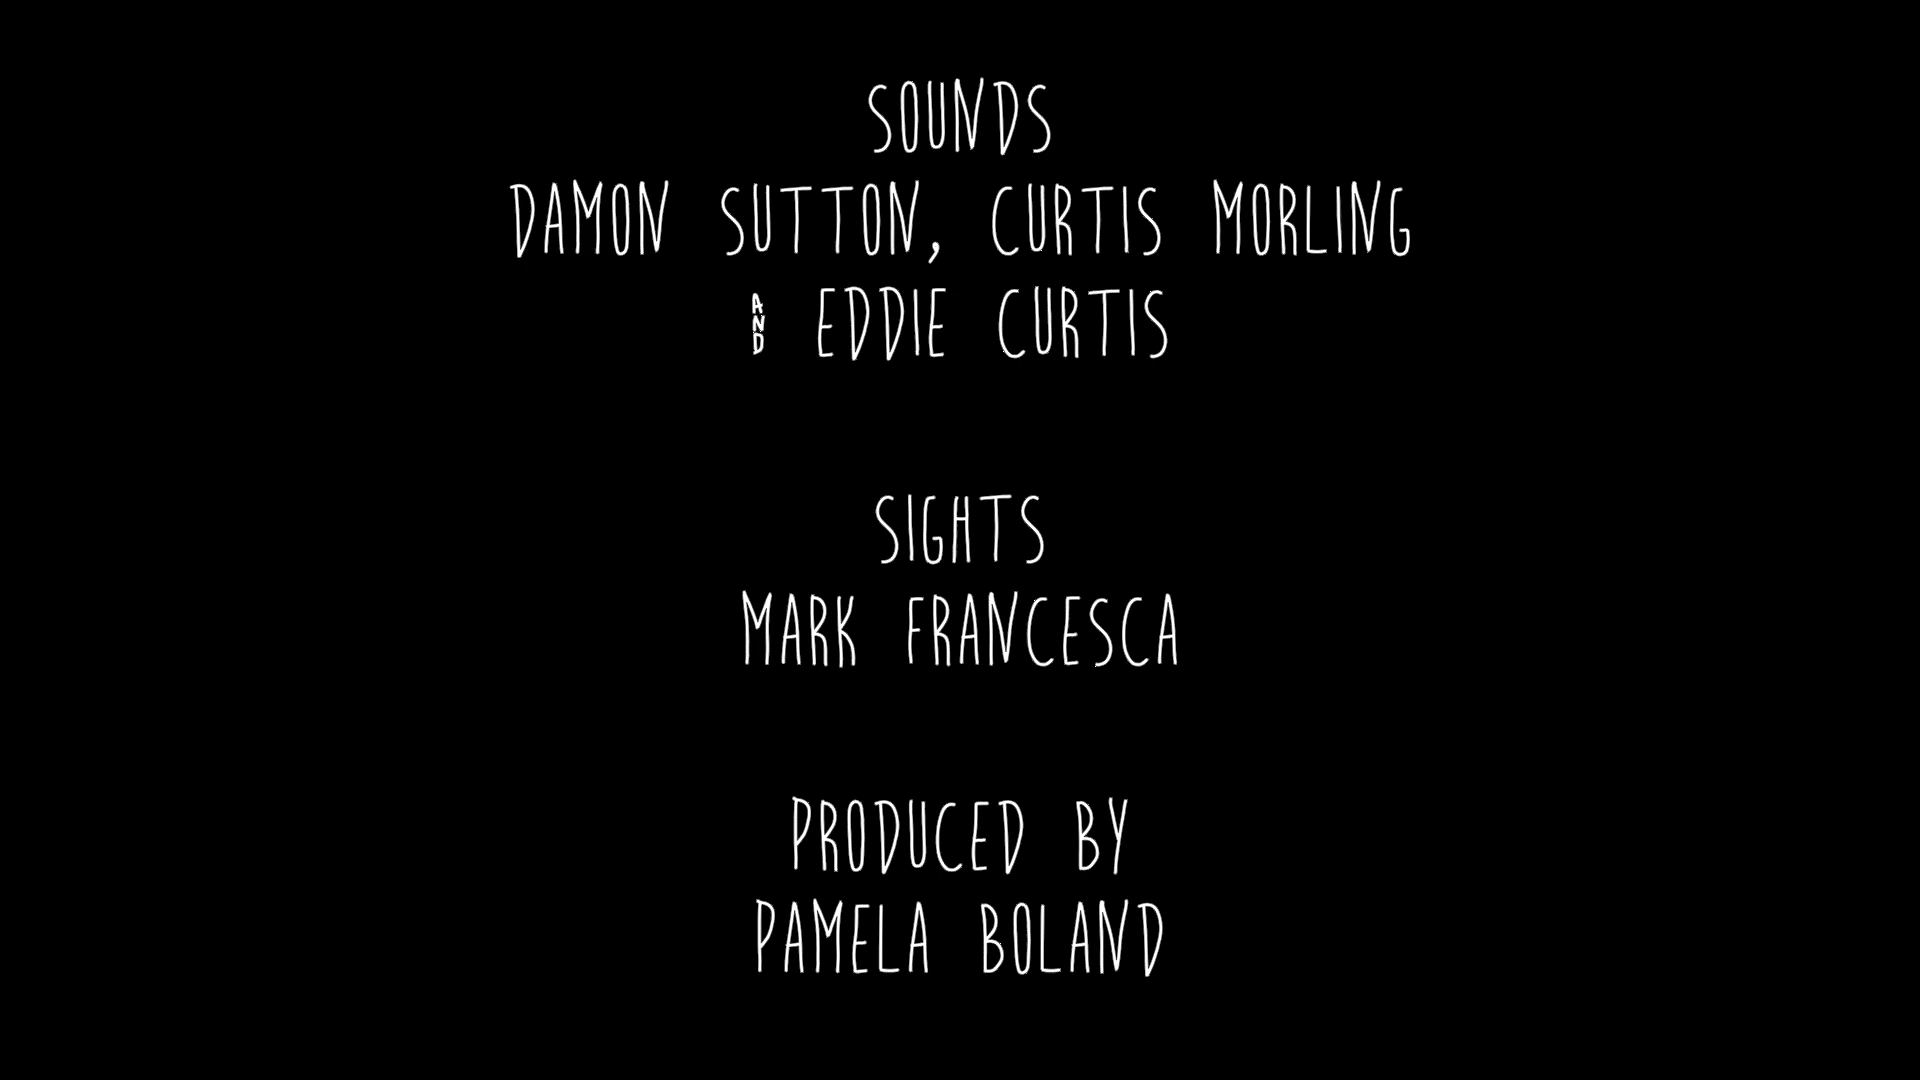 SOUNDS
DAMON SUTTON, CURTIS MORLING
AND EDDIE CURTIS
SIGHTS
MARK FRANCESCA
PRODUCED BY
PAMELA BOLAND